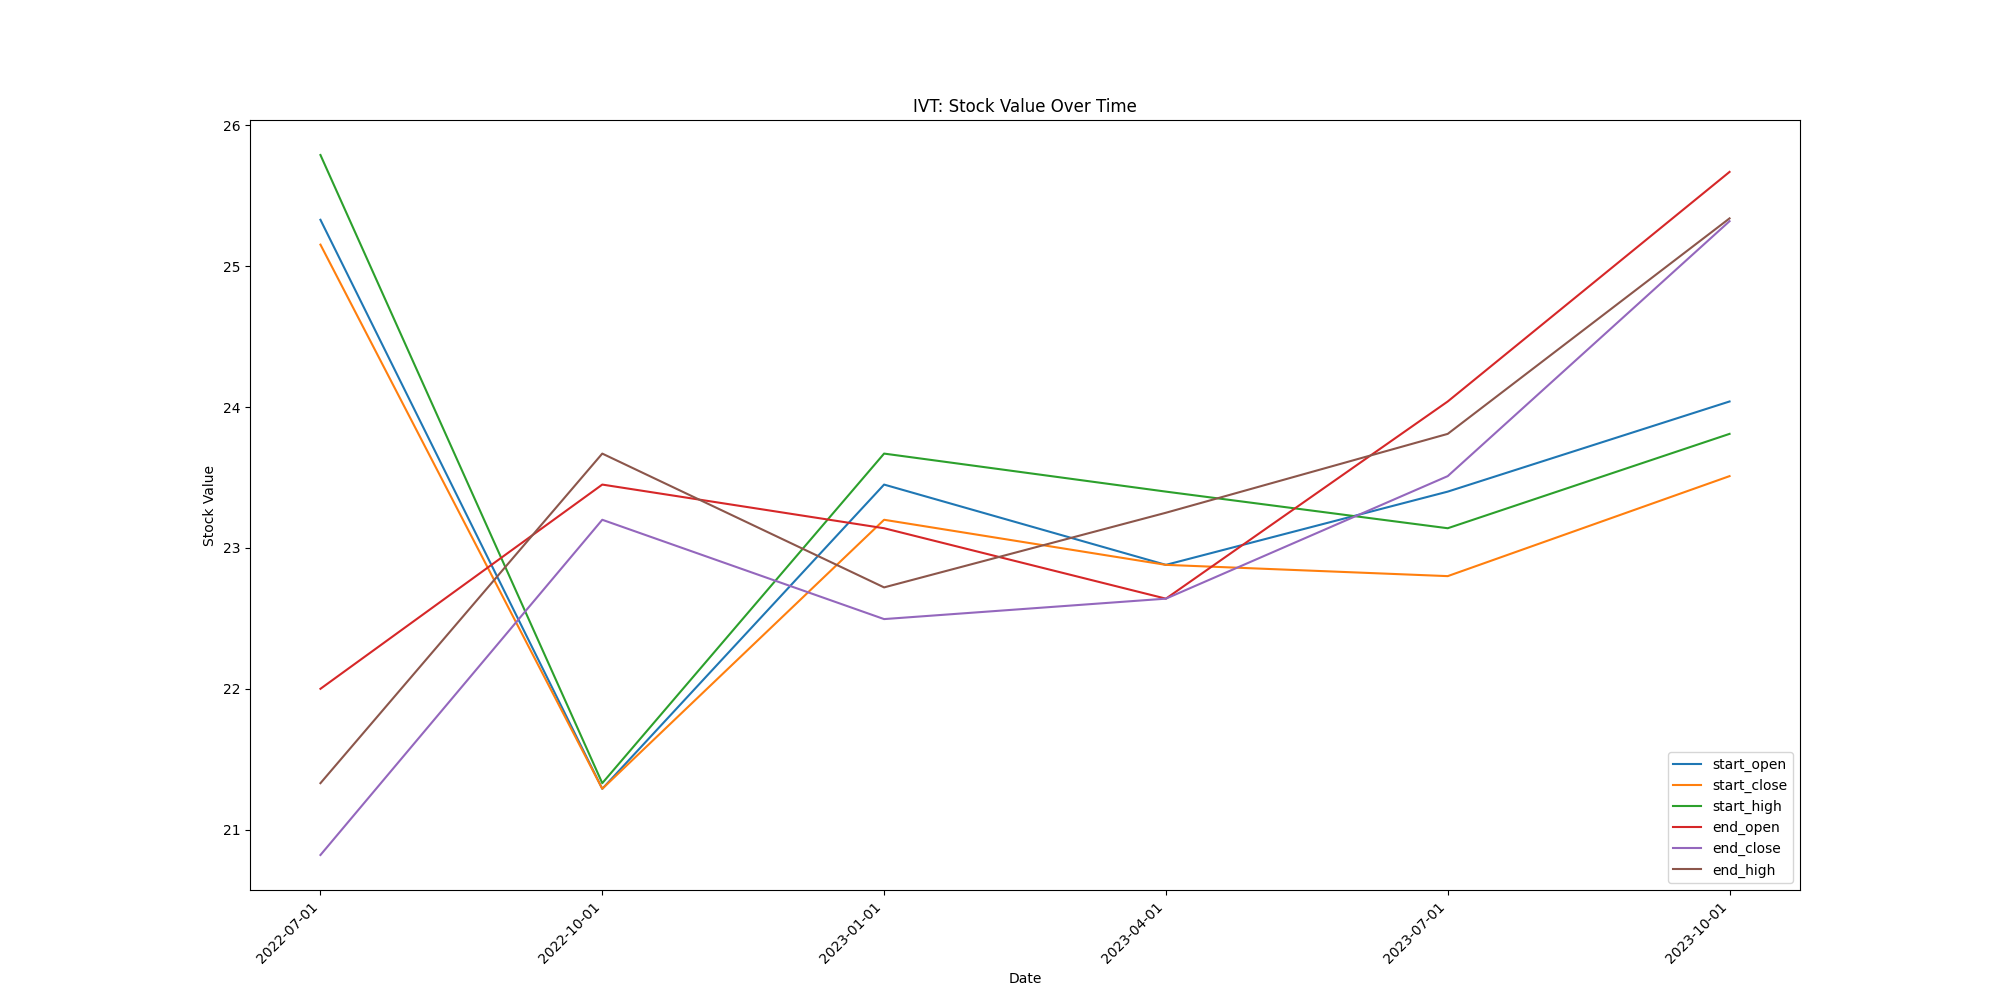 IVT: Stock Value Over Time
26
25
24
23
22
21
Stock Value
2022-07-01
2022-10-01
2023-01-01
2023-04-01
2023-07-01
2023-10-01
Date
start_open
start_close
start_high
end_open
end_close
end_high